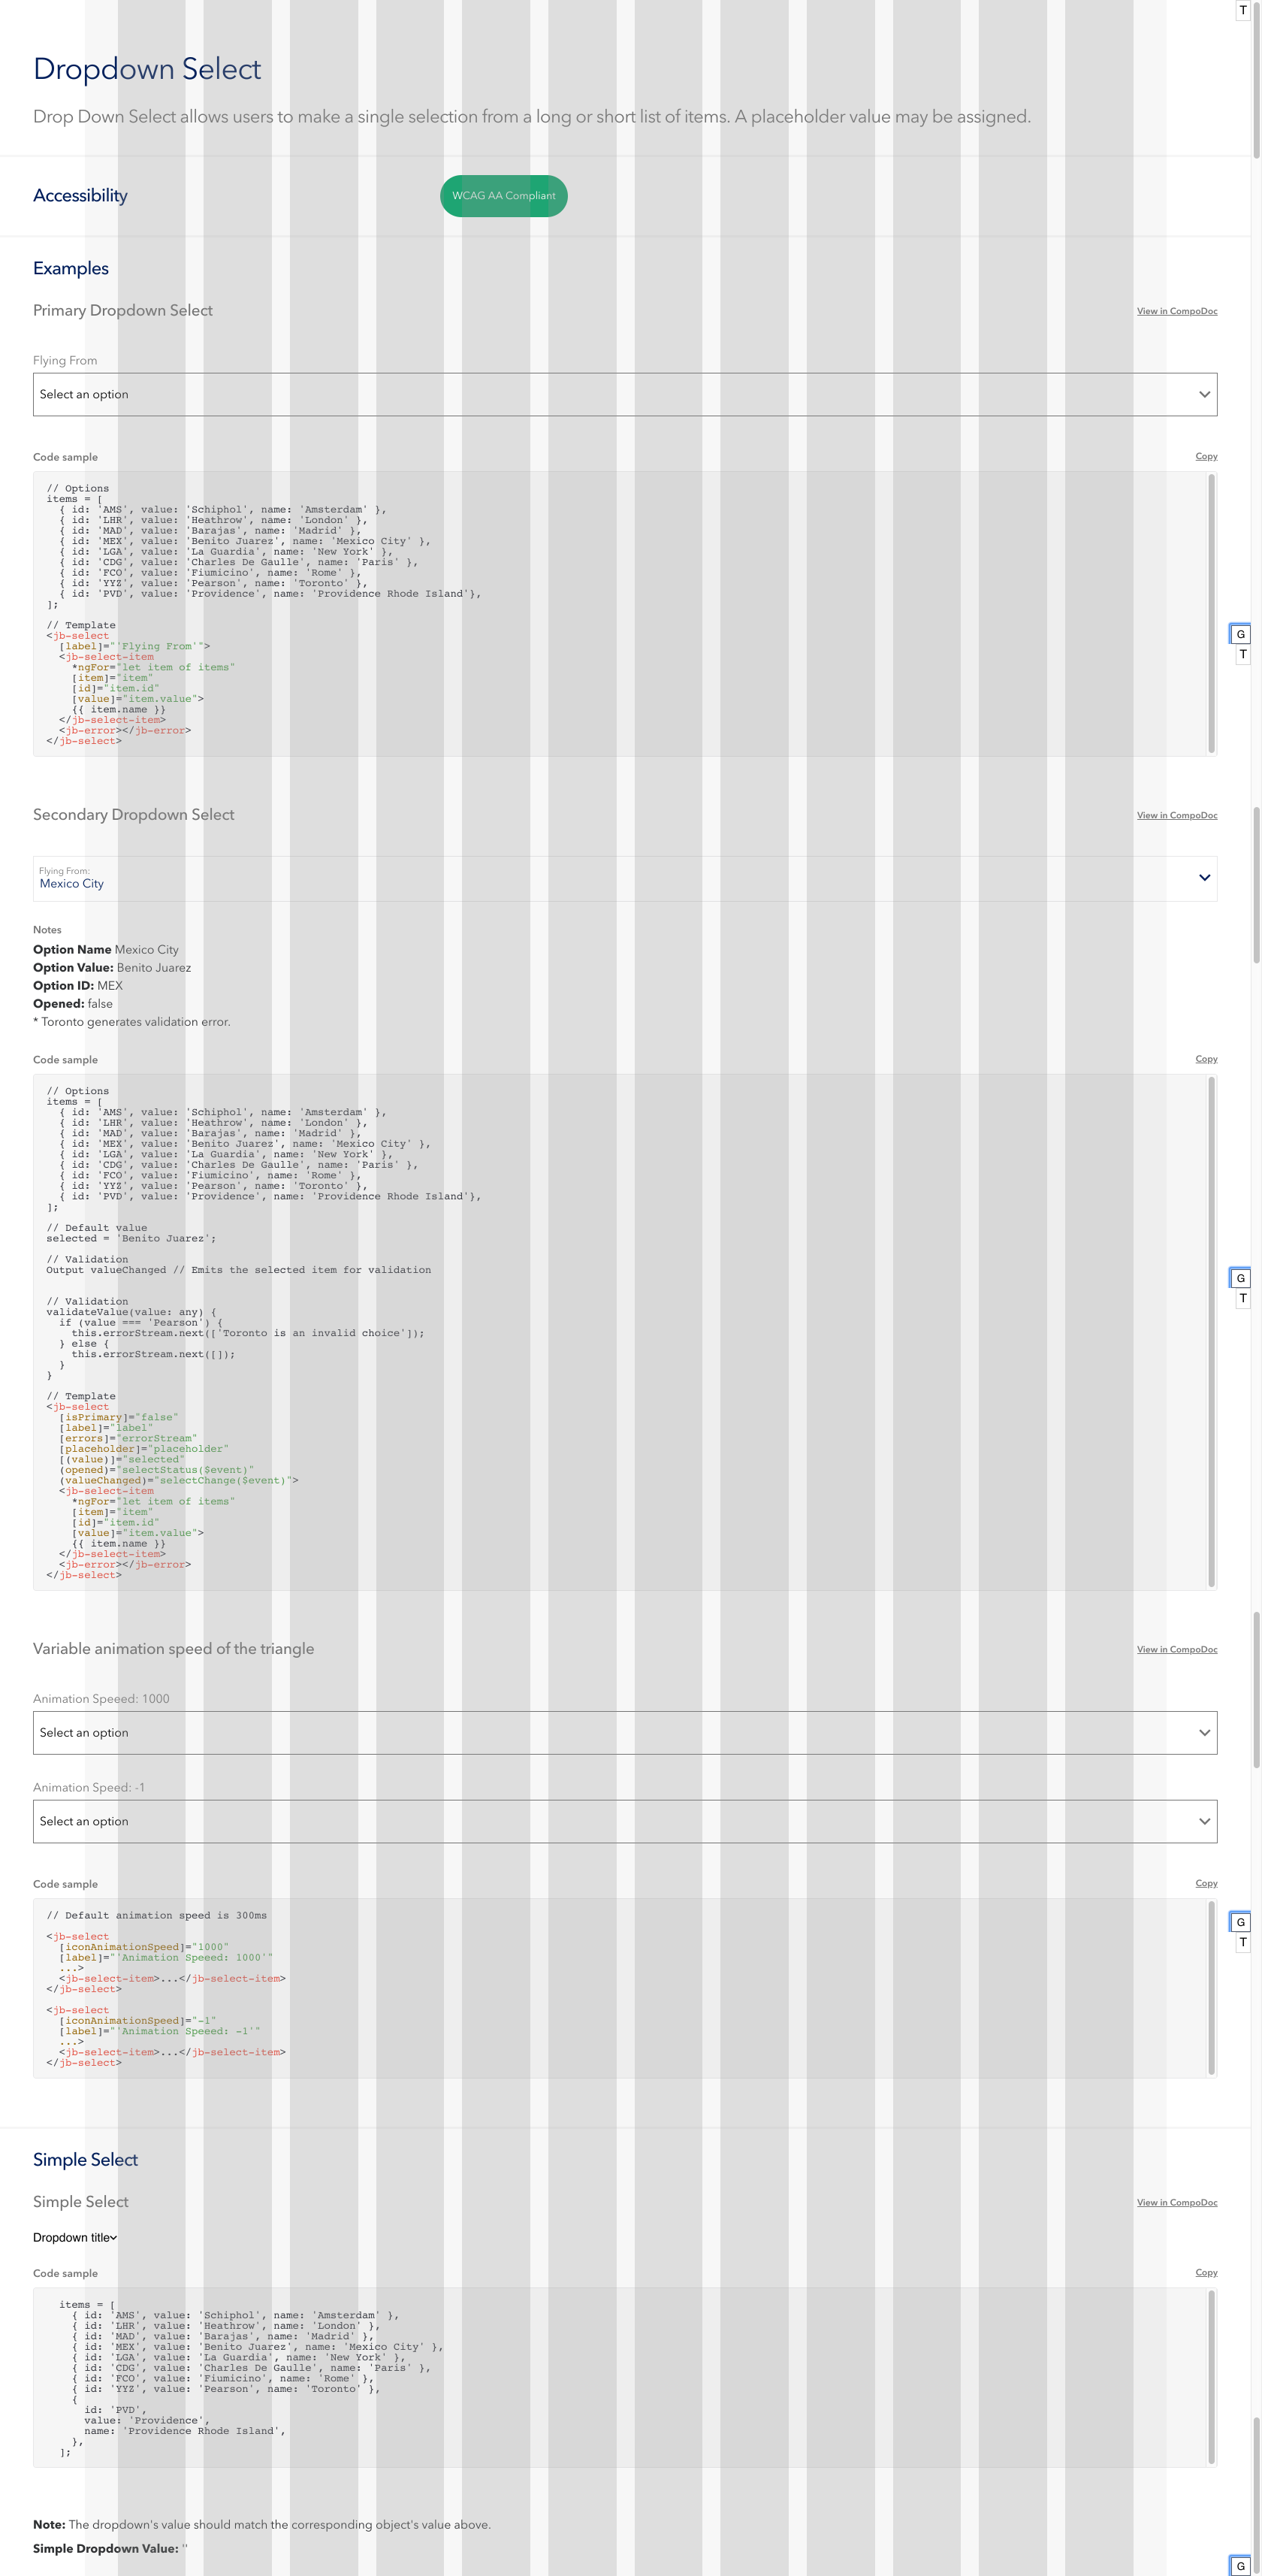 T
Dropdown Select
Drop Down Select allows users to make a single selection from a long or short list of items. A placeholder value may be assigned.
Accessibility
WCAG AA Compliant
Examples
Primary Dropdown Select
View in CompoDoc
Flying From
Select an option
Code sample
Copy
// Options
items = [
  { id: 'AMS', value: 'Schiphol', name: 'Amsterdam' },
  { id: 'LHR', value: 'Heathrow', name: 'London' },
  { id: 'MAD', value: 'Barajas', name: 'Madrid' },
  { id: 'MEX', value: 'Benito Juarez', name: 'Mexico City' },
  { id: 'LGA', value: 'La Guardia', name: 'New York' },
  { id: 'CDG', value: 'Charles De Gaulle', name: 'Paris' },
  { id: 'FCO', value: 'Fiumicino', name: 'Rome' },
  { id: 'YYZ', value: 'Pearson', name: 'Toronto' },
  { id: 'PVD', value: 'Providence', name: 'Providence Rhode Island'},
];
// Template
<jb-select
  [label]="'Flying From'">
  <jb-select-item
    *ngFor="let item of items"
    [item]="item"
    [id]="item.id"
    [value]="item.value">
    {{ item.name }}
  </jb-select-item>
  <jb-error></jb-error>
</jb-select>
G
T
Secondary Dropdown Select
View in CompoDoc
Flying From:
Mexico City
Notes
Option Name Mexico City
Option Value: Benito Juarez
Option ID: MEX
Opened: false
* Toronto generates validation error.
Code sample
Copy
// Options
items = [
  { id: 'AMS', value: 'Schiphol', name: 'Amsterdam' },
  { id: 'LHR', value: 'Heathrow', name: 'London' },
  { id: 'MAD', value: 'Barajas', name: 'Madrid' },
  { id: 'MEX', value: 'Benito Juarez', name: 'Mexico City' },
  { id: 'LGA', value: 'La Guardia', name: 'New York' },
  { id: 'CDG', value: 'Charles De Gaulle', name: 'Paris' },
  { id: 'FCO', value: 'Fiumicino', name: 'Rome' },
  { id: 'YYZ', value: 'Pearson', name: 'Toronto' },
  { id: 'PVD', value: 'Providence', name: 'Providence Rhode Island'},
];
// Default value
selected = 'Benito Juarez';
// Validation
Output valueChanged // Emits the selected item for validation
// Validation
validateValue(value: any) {
  if (value === 'Pearson') {
    this.errorStream.next(['Toronto is an invalid choice']);
  } else {
    this.errorStream.next([]);
  }
}
// Template
<jb-select
  [isPrimary]="false"
  [label]="label"
  [errors]="errorStream"
  [placeholder]="placeholder"
  [(value)]="selected"
  (opened)="selectStatus($event)"
  (valueChanged)="selectChange($event)">
  <jb-select-item
    *ngFor="let item of items"
    [item]="item"
    [id]="item.id"
    [value]="item.value">
    {{ item.name }}
  </jb-select-item>
  <jb-error></jb-error>
</jb-select>
G
T
Variable animation speed of the triangle
View in CompoDoc
Animation Speeed: 1000
Select an option
Animation Speed: -1
Select an option
Code sample
Copy
// Default animation speed is 300ms
<jb-select
  [iconAnimationSpeed]="1000"
  [label]="'Animation Speeed: 1000'"
  ...>
  <jb-select-item>...</jb-select-item>
</jb-select>
<jb-select
  [iconAnimationSpeed]="-1"
  [label]="'Animation Speeed: -1'"
  ...>
  <jb-select-item>...</jb-select-item>
</jb-select>
G
T
Simple Select
Simple Select
View in CompoDoc
Dropdown title
Code sample
Copy
items = [
  { id: 'AMS', value: 'Schiphol', name: 'Amsterdam' },
  { id: 'LHR', value: 'Heathrow', name: 'London' },
  { id: 'MAD', value: 'Barajas', name: 'Madrid' },
  { id: 'MEX', value: 'Benito Juarez', name: 'Mexico City' },
  { id: 'LGA', value: 'La Guardia', name: 'New York' },
  { id: 'CDG', value: 'Charles De Gaulle', name: 'Paris' },
  { id: 'FCO', value: 'Fiumicino', name: 'Rome' },
  { id: 'YYZ', value: 'Pearson', name: 'Toronto' },
  {
    id: 'PVD',
    value: 'Providence',
    name: 'Providence Rhode Island',
  },
];
Note: The dropdown's value should match the corresponding object's value above.
Simple Dropdown Value: ''
G